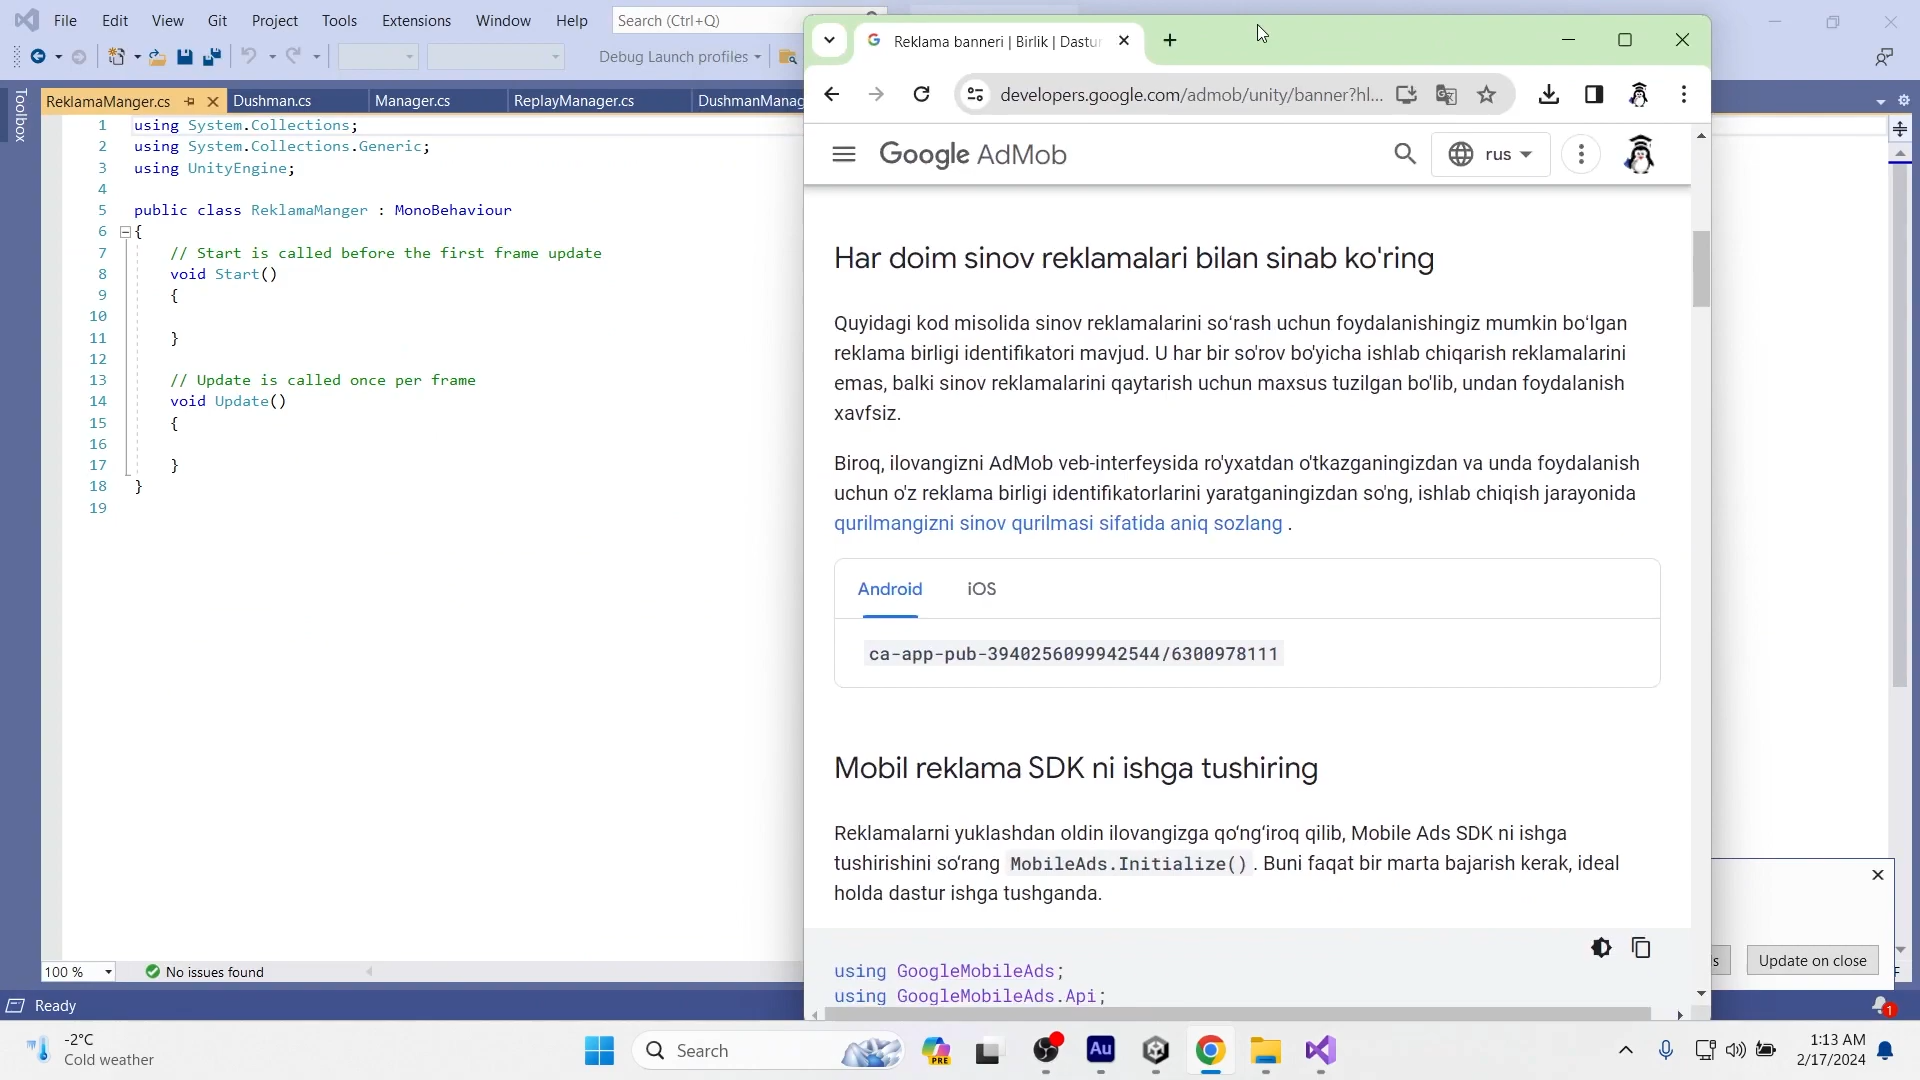 File Edit View Git Project Tools Extensions Window Help Search (Ctrl+Q)
Debug Launch profiles
Toolbox
ReklamaManger.cs Dushman.cs Manager.cs ReplayManager.cs DushmanManag
1 using System.Collections;
2 using System.Collections.Generic;
3 using UnityEngine;
4
5 public class ReklamaManger : MonoBehaviour
6 {
7 // Start is called before the first frame update
8 void Start()
9 {
10
11 }
12
13 // Update is called once per frame
14 void Update()
15 {
16
17 }
18 }
19
100 % No issues found
Ready
Reklama banneri | Birlik | Dastur
developers.google.com/admob/unity/banner?hl...
Google AdMob
rus
Har doim sinov reklamalari bilan sinab ko'ring
Quyidagi kod misolida sinov reklamalarini soʻrash uchun foydalanishingiz mumkin boʻlgan
reklama birligi identifikatori mavjud. U har bir so'rov bo'yicha ishlab chiqarish reklamalarini
emas, balki sinov reklamalarini qaytarish uchun maxsus tuzilgan bo'lib, undan foydalanish
xavfsiz.
Biroq, ilovangizni AdMob veb-interfeysida ro'yxatdan o'tkazganingizdan va unda foydalanish
uchun o'z reklama birligi identifikatorlarini yaratganingizdan so'ng, ishlab chiqish jarayonida
qurilmangizni sinov qurilmasi sifatida aniq sozlang .
Android iOS
ca-app-pub-3940256099942544/6300978111
Mobil reklama SDK ni ishga tushiring
Reklamalarni yuklashdan oldin ilovangizga qoʻngʻiroq qilib, Mobile Ads SDK ni ishga
tushirishini soʻrang MobileAds.Initialize() . Buni faqat bir marta bajarish kerak, ideal
holda dastur ishga tushganda.
using GoogleMobileAds;
using GoogleMobileAds.Api;
s Update on close
1
-2°C
Cold weather
Search
PRE
Au
1:13 AM
2/17/2024